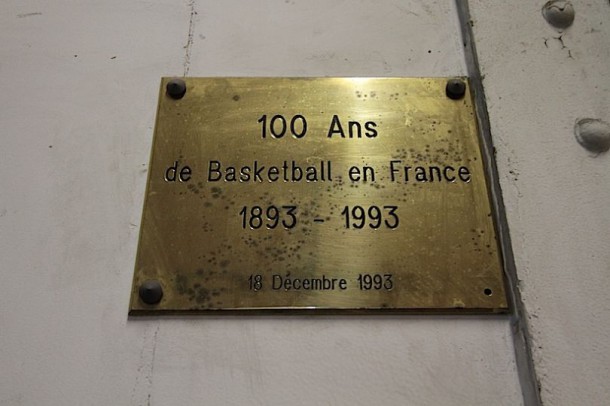 100 Ans
de Basketball en France
1893 - 1993
18 Décembre 1993